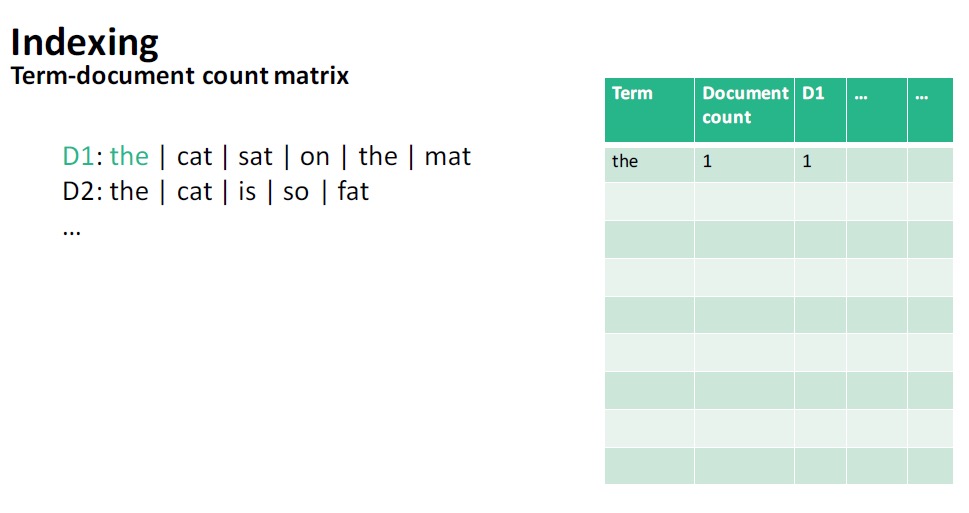 Indexing
Term-document count matrix
D1: the | cat | sat | on | the | mat
D2: the | cat | is | so | fat
...
Term Document count D1 ... ...
the 1 1